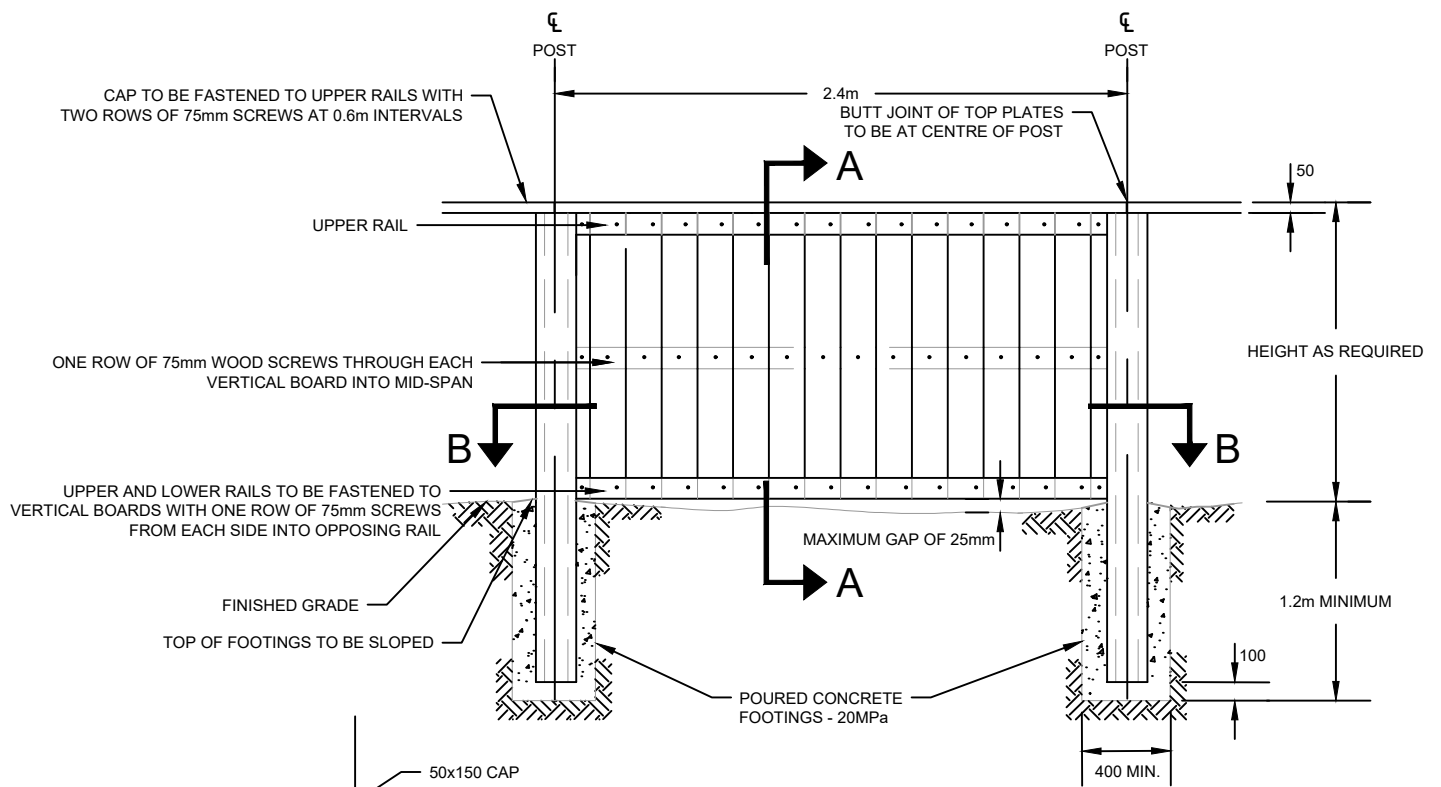 ℄
POST
℄
POST
CAP TO BE FASTENED TO UPPER RAILS WITH
TWO ROWS OF 75mm SCREWS AT 0.6m INTERVALS
2.4m
BUTT JOINT OF TOP PLATES
TO BE AT CENTRE OF POST
A
50
UPPER RAIL
HEIGHT AS REQUIRED
ONE ROW OF 75mm WOOD SCREWS THROUGH EACH
VERTICAL BOARD INTO MID-SPAN
B
B
UPPER AND LOWER RAILS TO BE FASTENED TO
VERTICAL BOARDS WITH ONE ROW OF 75mm SCREWS
FROM EACH SIDE INTO OPPOSING RAIL
MAXIMUM GAP OF 25mm
A
FINISHED GRADE
1.2m MINIMUM
TOP OF FOOTINGS TO BE SLOPED
100
POURED CONCRETE
FOOTINGS - 20MPa
50x150 CAP
400 MIN.